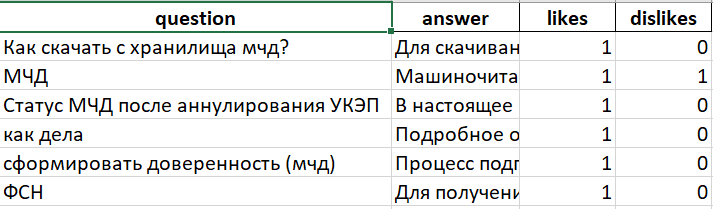 question answer likes dislikes
Как скачать с хранилища мчд? Для скачиван 1 0
МЧД Машиночита 1 1
Статус МЧД после аннулирования УКЭП В настоящее 1 0
как дела Подробное о 1 0
сформировать доверенность (мчд) Процесс подг 1 0
ФСН Для получени 1 0